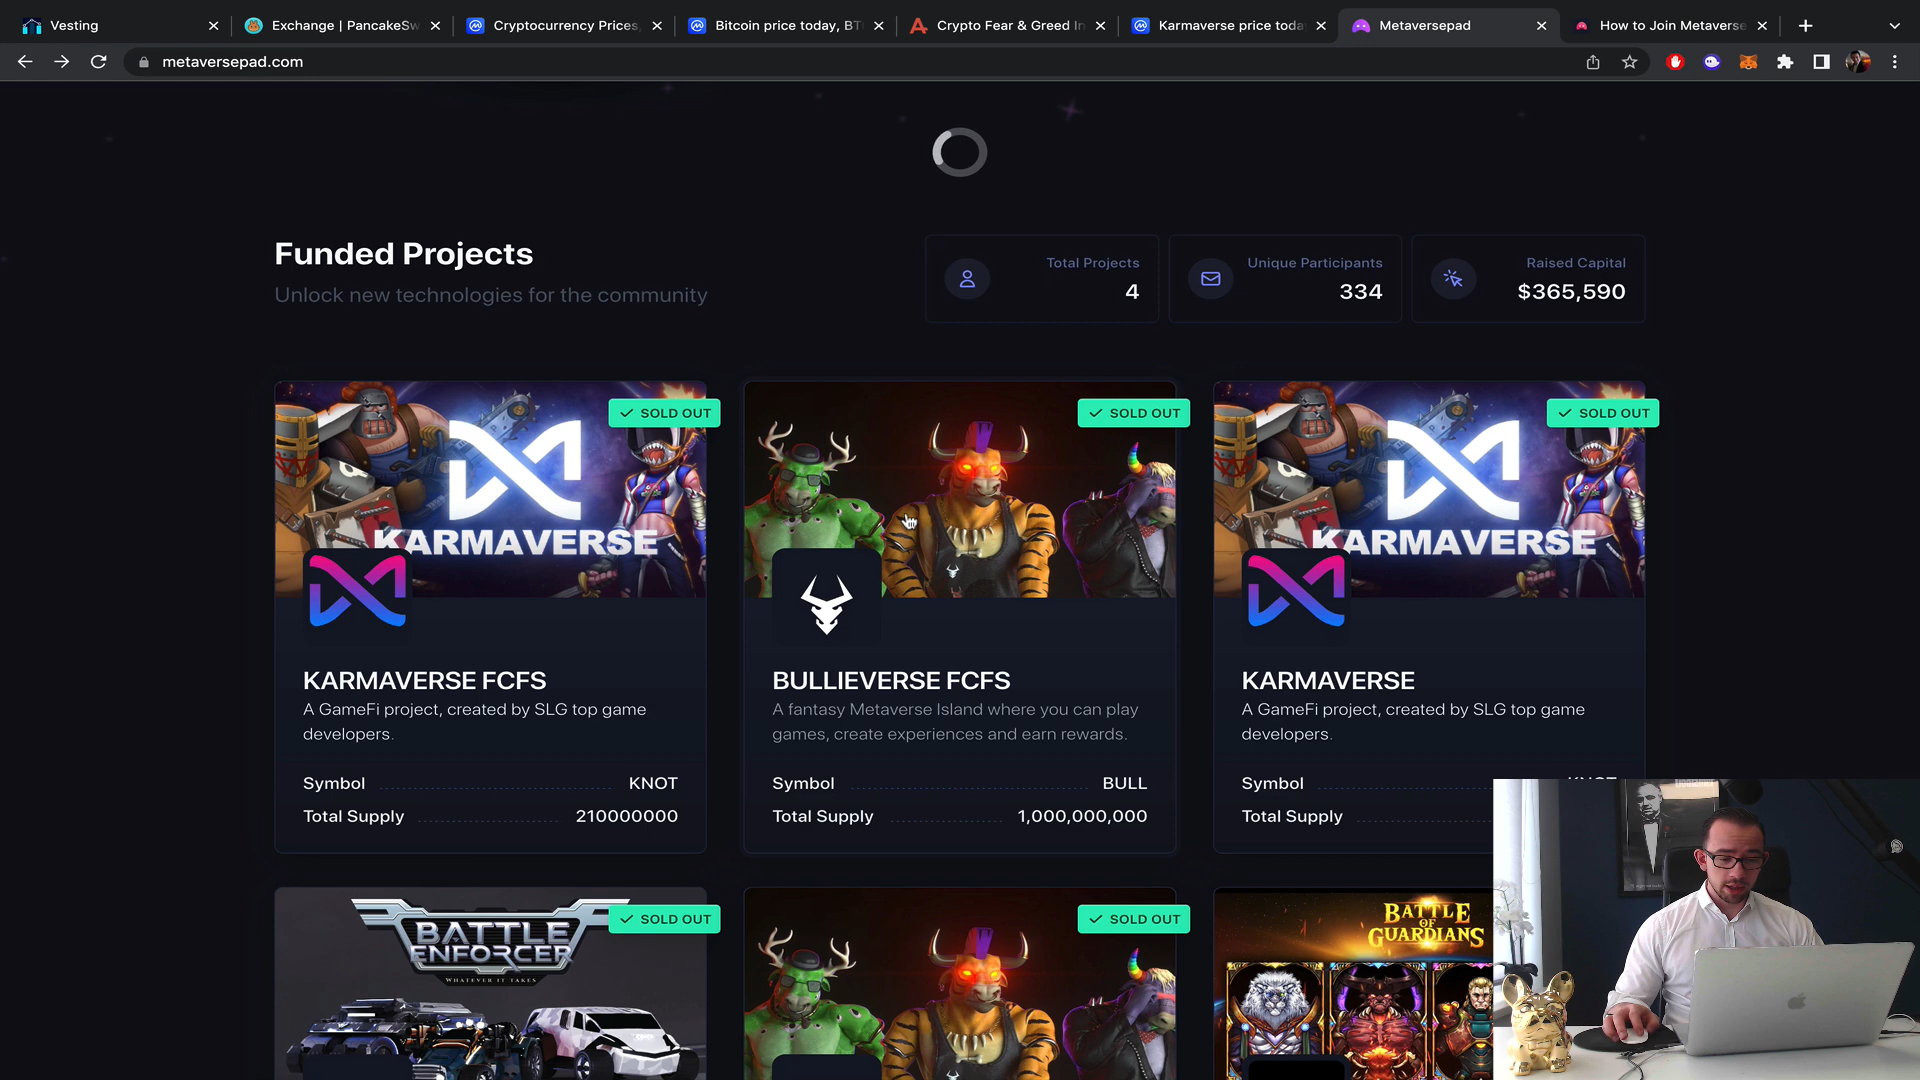 Vesting
Exchange | PancakeSw
Cryptocurrency Prices,
Bitcoin price today, BT
Crypto Fear & Greed In
Karmaverse price toda
Metaversepad
How to Join Metaverse
metaversepad.com
Funded Projects
Unlock new technologies for the community
Total Projects
4
Unique Participants
334
Raised Capital
$365,590
SOLD OUT
SOLD OUT
SOLD OUT
KARMAVERSE
KARMAVERSE
KARMAVERSE FCFS
A GameFi project, created by SLG top game
developers.
Symbol KNOT
Total Supply 210000000
BULLIEVERSE FCFS
A fantasy Metaverse Island where you can play
games, create experiences and earn rewards.
Symbol BULL
Total Supply 1,000,000,000
KARMAVERSE
A GameFi project, created by SLG top game
developers.
Symbol KNOT
Total Supply
SOLD OUT
SOLD OUT
BATTLE
ENFORCER
WHATEVER IT TAKES
BATTLE
OF
GUARDIANS